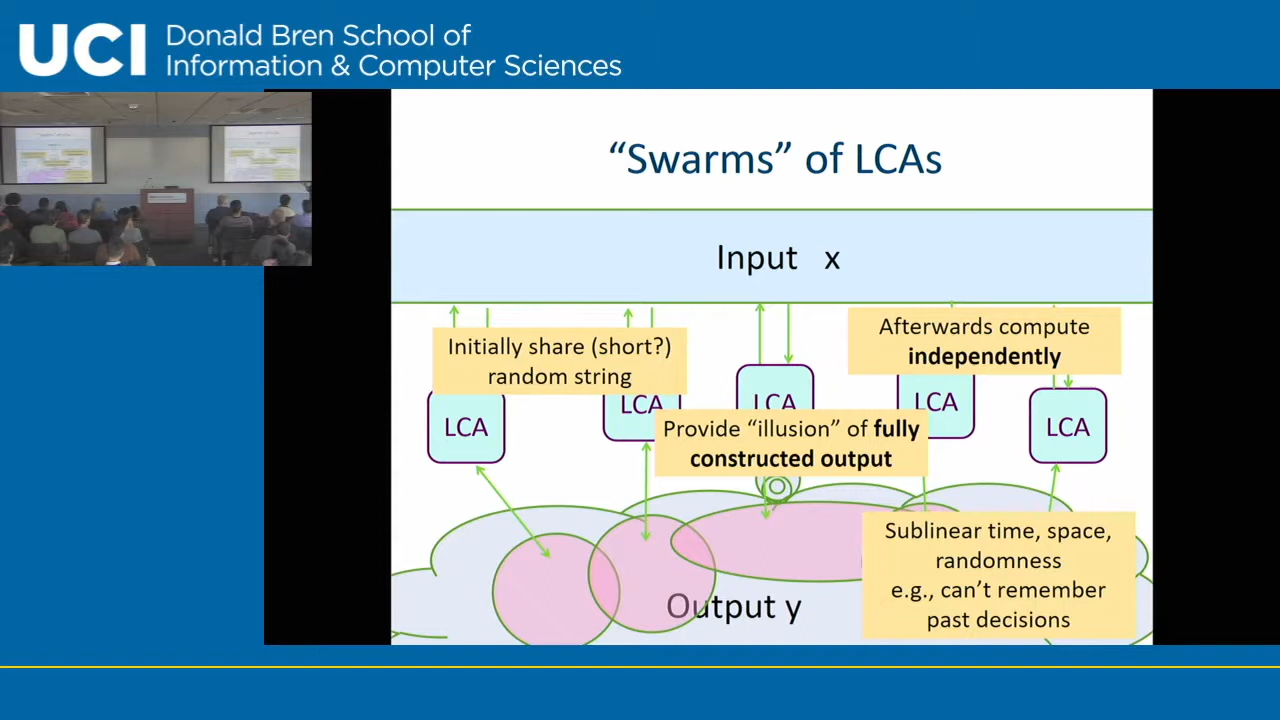 UCI
Donald Bren School of
Information & Computer Sciences
“Swarms” of LCAs
Input x
Initially share (short?)
random string
Afterwards compute
independently
LCA
LCA
LCA
LCA
LCA
Provide “illusion” of fully
constructed output
Sublinear time, space,
randomness
e.g., can’t remember
past decisions
Output y